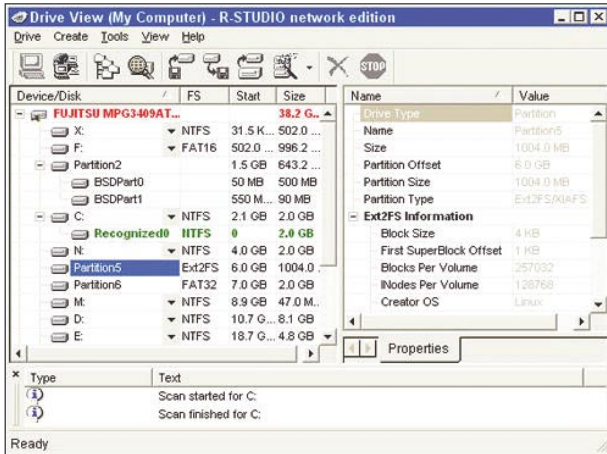 Drive View (My Computer) - R-STUDIO network edition
Drive Create Tools View Help
STOP
Device/Disk / FS Start Size
FUJITSU MPG3409AT... 38.2 G..
X: NTFS 31.5 K... 502.0 ...
F: FAT16 502.0 ... 996.2 ...
Partition2 1.5 GB 643.2 ...
BSDPart0 50 MB 500 MB
BSDPart1 550 M... 90 MB
C: NTFS 2.1 GB 2.0 GB
Recognized0 NTFS 0 2.0 GB
N: NTFS 4.0 GB 2.0 GB
Partition5 Ext2FS 6.0 GB 1004.0 .
Partition6 FAT32 7.0 GB 2.0 GB
M: NTFS 8.9 GB 47.0 M..
D: NTFS 10.7 G... 8.1 GB
E: NTFS 18.7 G... 4.8 GB
Name / Value
Drive Type Partition
Name Partition5
Size 1004.0 MB
Partition Offset 6.0 GB
Partition Size 1004.0 MB
Partition Type Ext2FS/XIAFS
Ext2FS Information
Block Size 4 KB
First SuperBlock Offset 1 KB
Blocks Per Volume 257032
INodes Per Volume 128768
Creator OS Linux
Properties
Type Text
Scan started for C:
Scan finished for C:
Ready